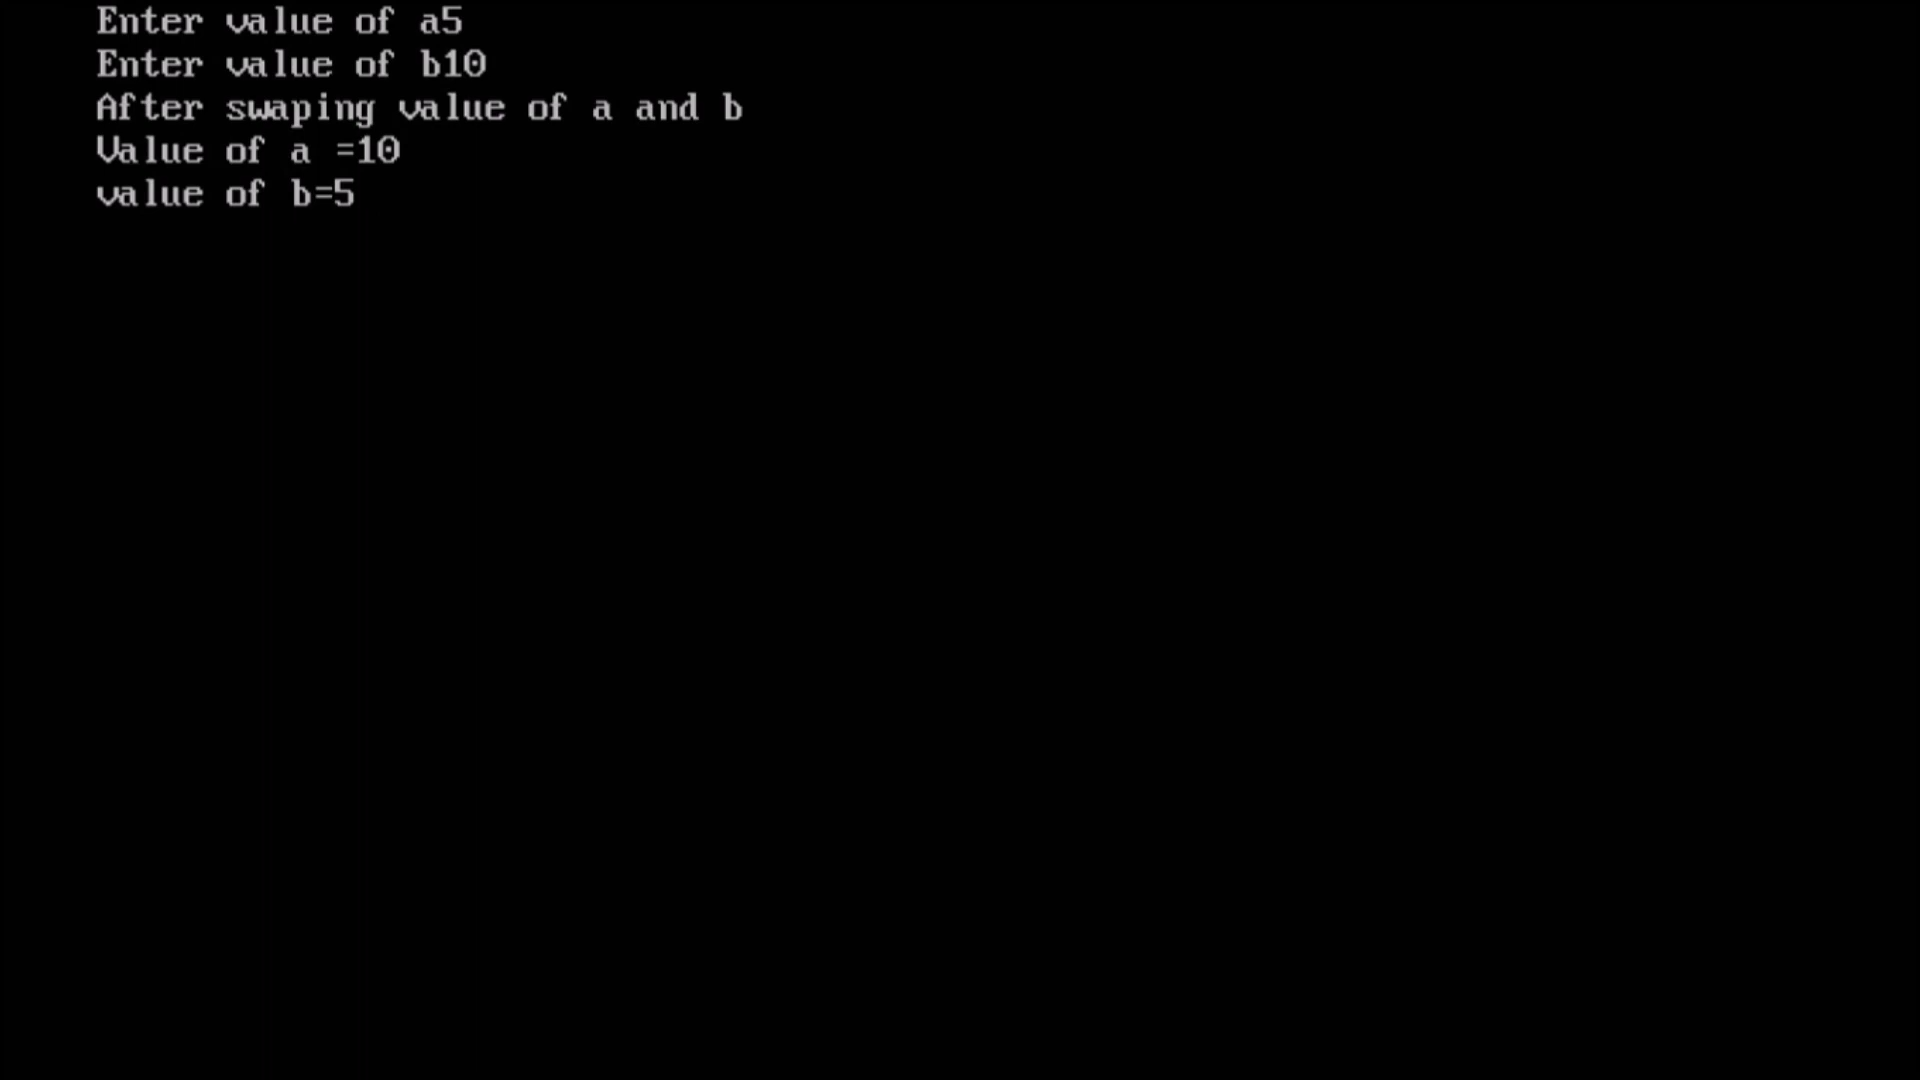 Enter value of a5
Enter value of b10
After swaping value of a and b
Value of a =10
value of b=5